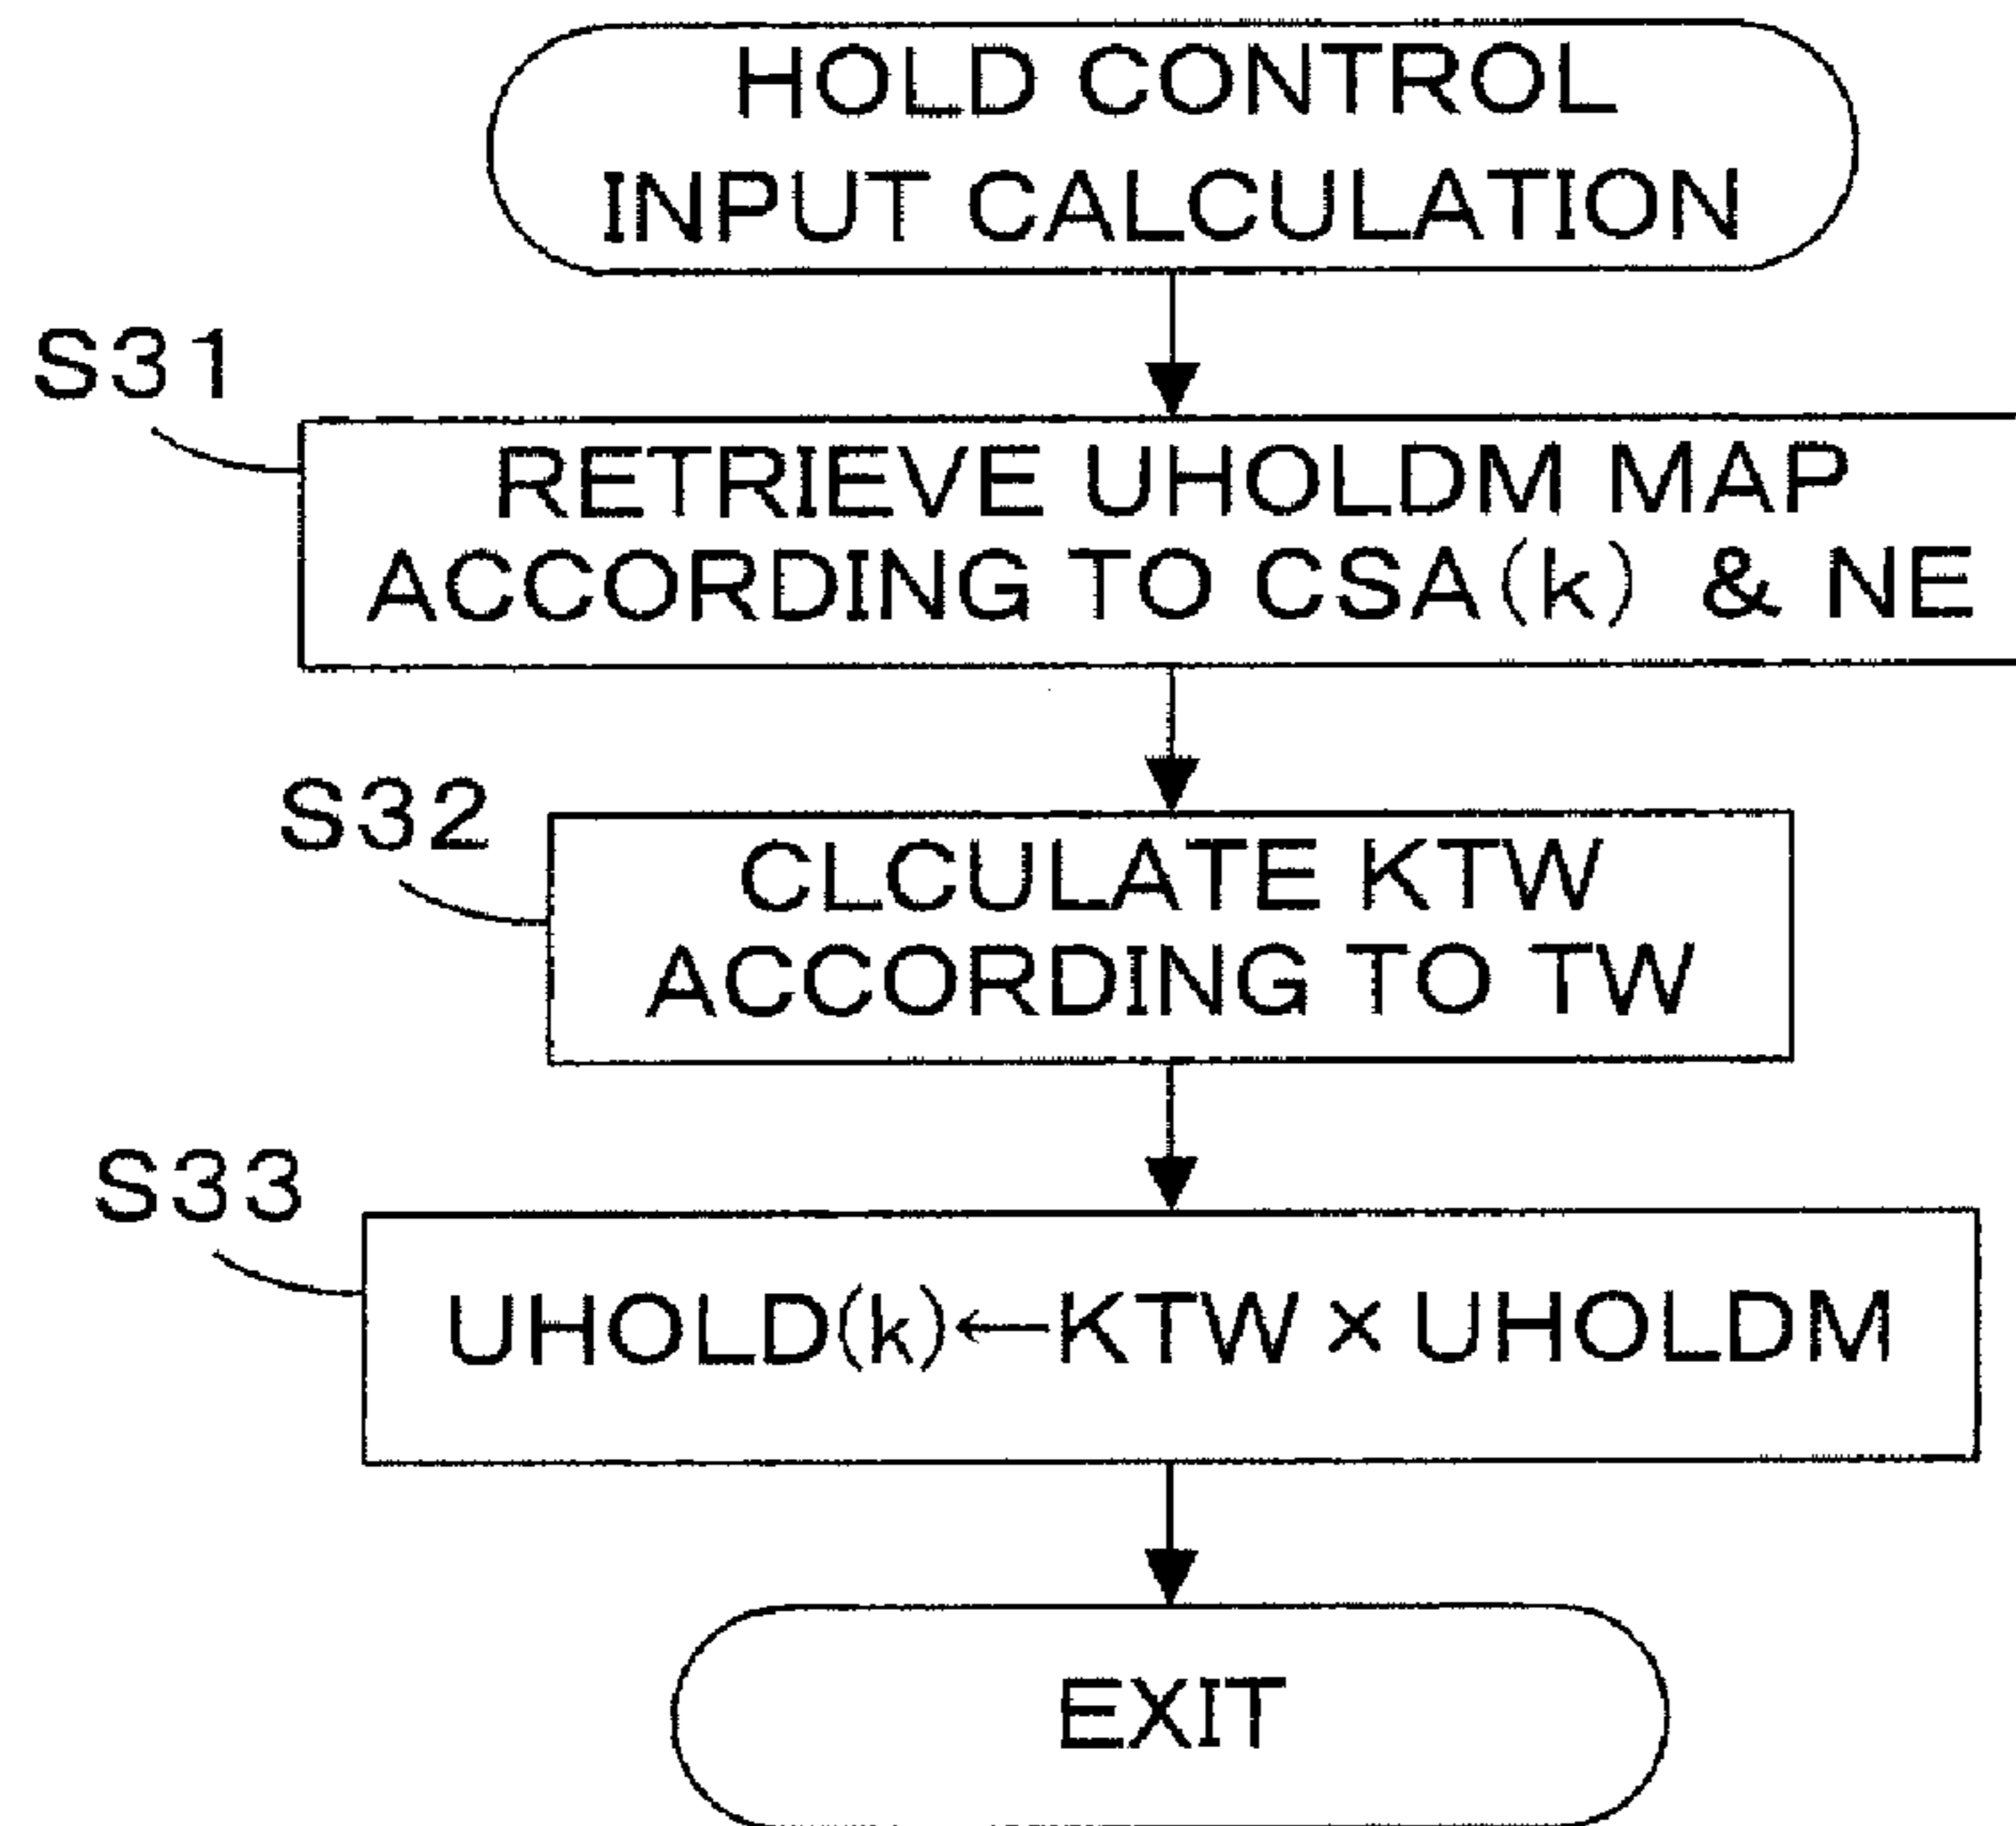 HOLD CONTROL
INPUT CALCULATION
S31
RETRIEVE UHOLDM MAP
ACCORDING TO CSA(k) & NE
S32
CLCULATE KTW
ACCORDING TO TW
S33
UHOLD(k)←KTW×UHOLDM
EXIT